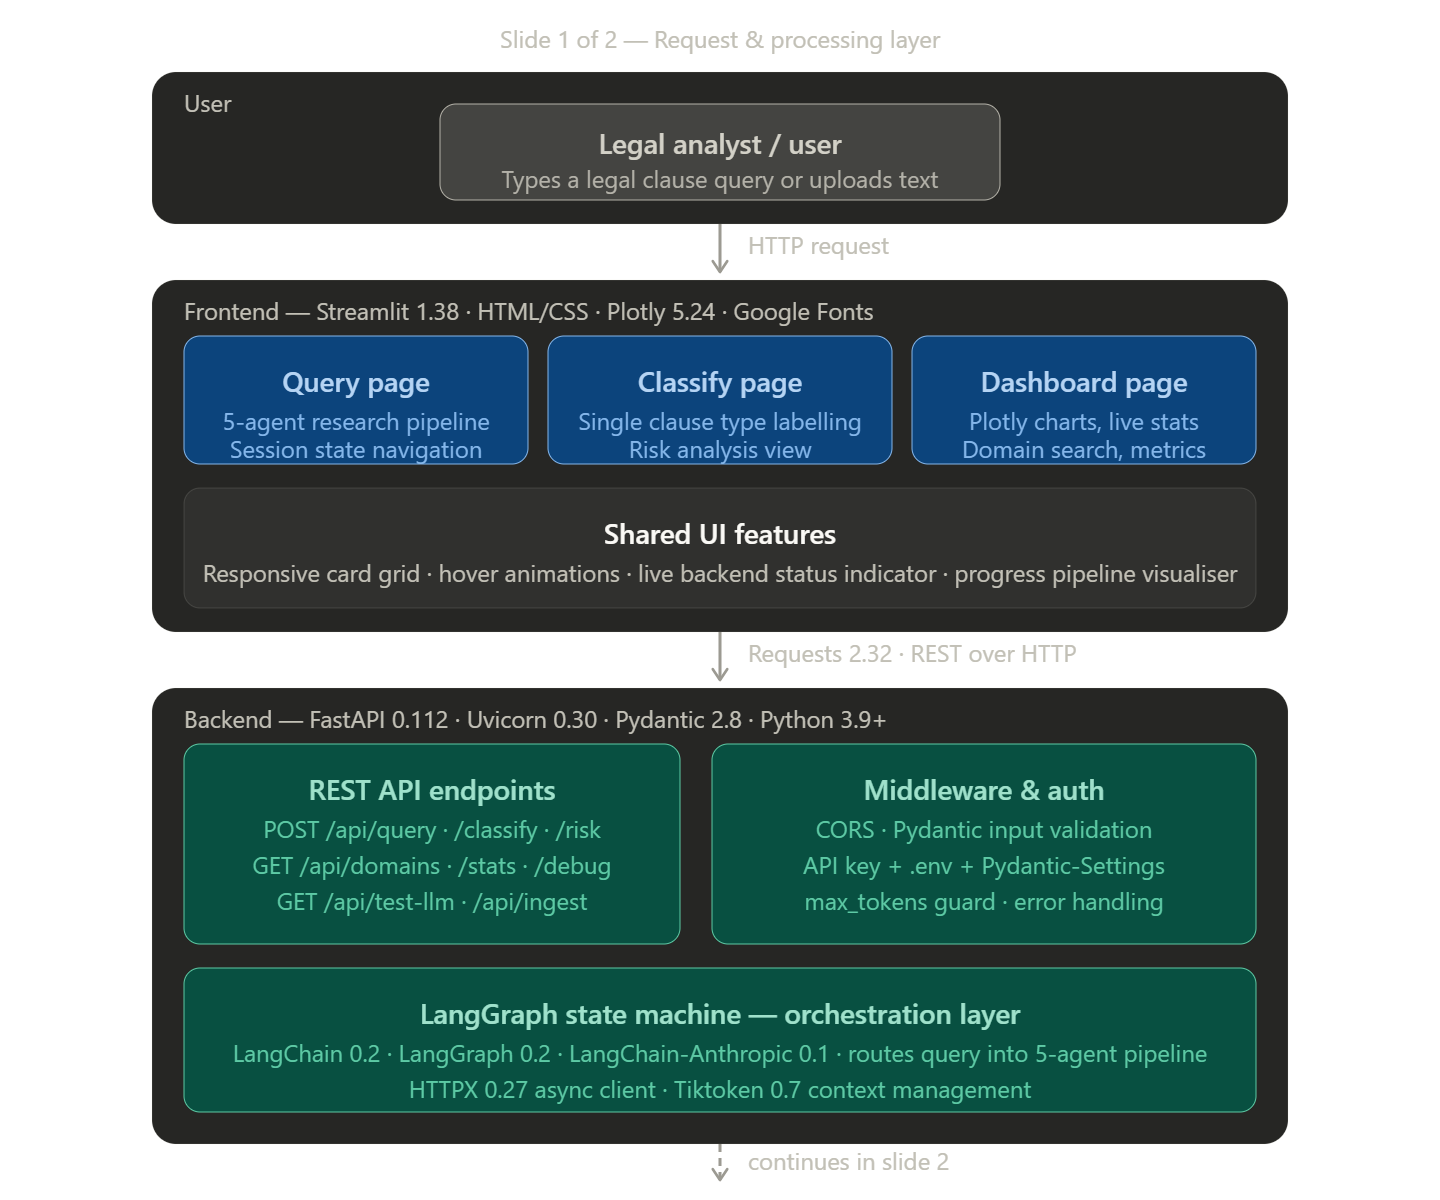 Slide 1 of 2 — Request & processing layer
User
Legal analyst / user
Types a legal clause query or uploads text
HTTP request
Frontend — Streamlit 1.38 · HTML/CSS · Plotly 5.24 · Google Fonts
Query page
5-agent research pipeline
Session state navigation
Classify page
Single clause type labelling
Risk analysis view
Dashboard page
Plotly charts, live stats
Domain search, metrics
Shared UI features
Responsive card grid · hover animations · live backend status indicator · progress pipeline visualiser
Requests 2.32 · REST over HTTP
Backend — FastAPI 0.112 · Uvicorn 0.30 · Pydantic 2.8 · Python 3.9+
REST API endpoints
POST /api/query · /classify · /risk
GET /api/domains · /stats · /debug
GET /api/test-llm · /api/ingest
Middleware & auth
CORS · Pydantic input validation
API key + .env + Pydantic-Settings
max_tokens guard · error handling
LangGraph state machine — orchestration layer
LangChain 0.2 · LangGraph 0.2 · LangChain-Anthropic 0.1 · routes query into 5-agent pipeline
HTTPX 0.27 async client · Tiktoken 0.7 context management
continues in slide 2